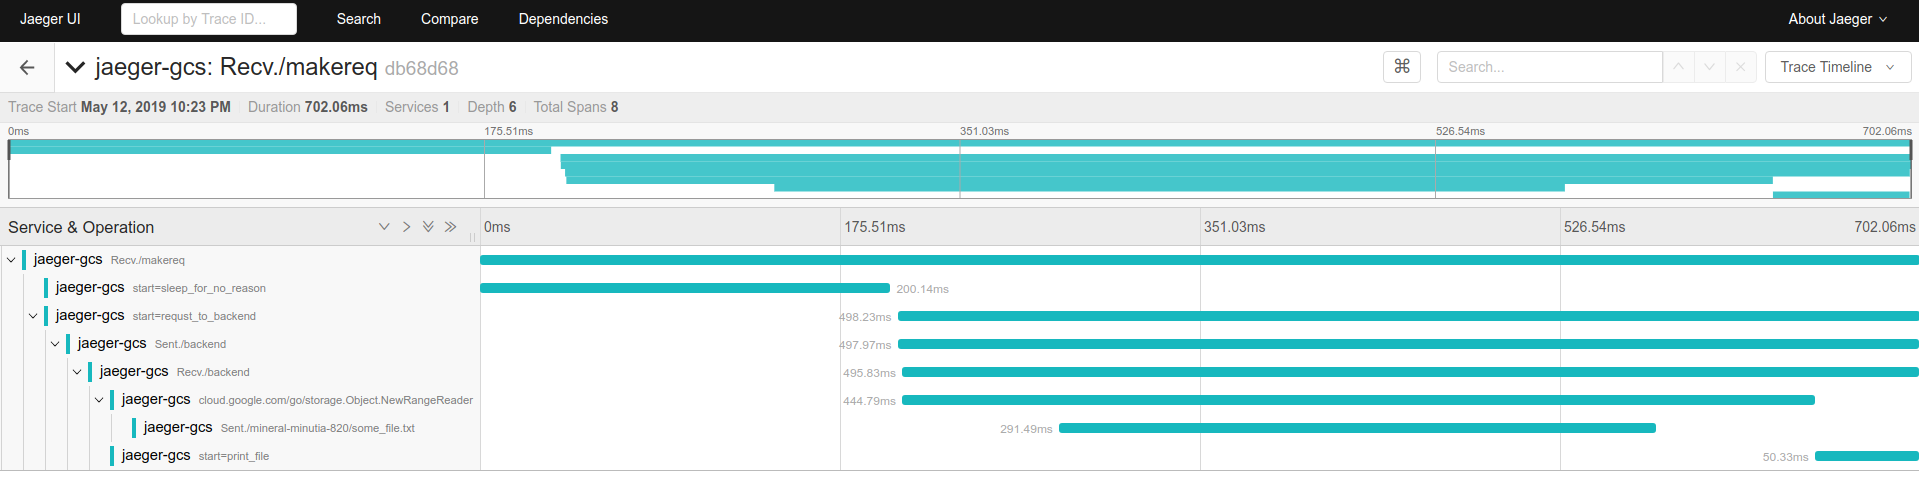 Jaeger UI Lookup by Trace ID... Search Compare Dependencies About Jaeger
jaeger-gcs: Recv./makereq db68d68 ⌘ Search... Trace Timeline
Trace Start May 12, 2019 10:23 PM Duration 702.06ms Services 1 Depth 6 Total Spans 8
0ms 175.51ms 351.03ms 526.54ms 702.06ms
Service & Operation 0ms 175.51ms 351.03ms 526.54ms 702.06ms
jaeger-gcs Recv./makereq
jaeger-gcs start=sleep_for_no_reason 200.14ms
jaeger-gcs start=requst_to_backend 498.23ms
jaeger-gcs Sent./backend 497.97ms
jaeger-gcs Recv./backend 495.83ms
jaeger-gcs cloud.google.com/go/storage.Object.NewRangeReader 444.79ms
jaeger-gcs Sent./mineral-minutia-820/some_file.txt 291.49ms
jaeger-gcs start=print_file 50.33ms